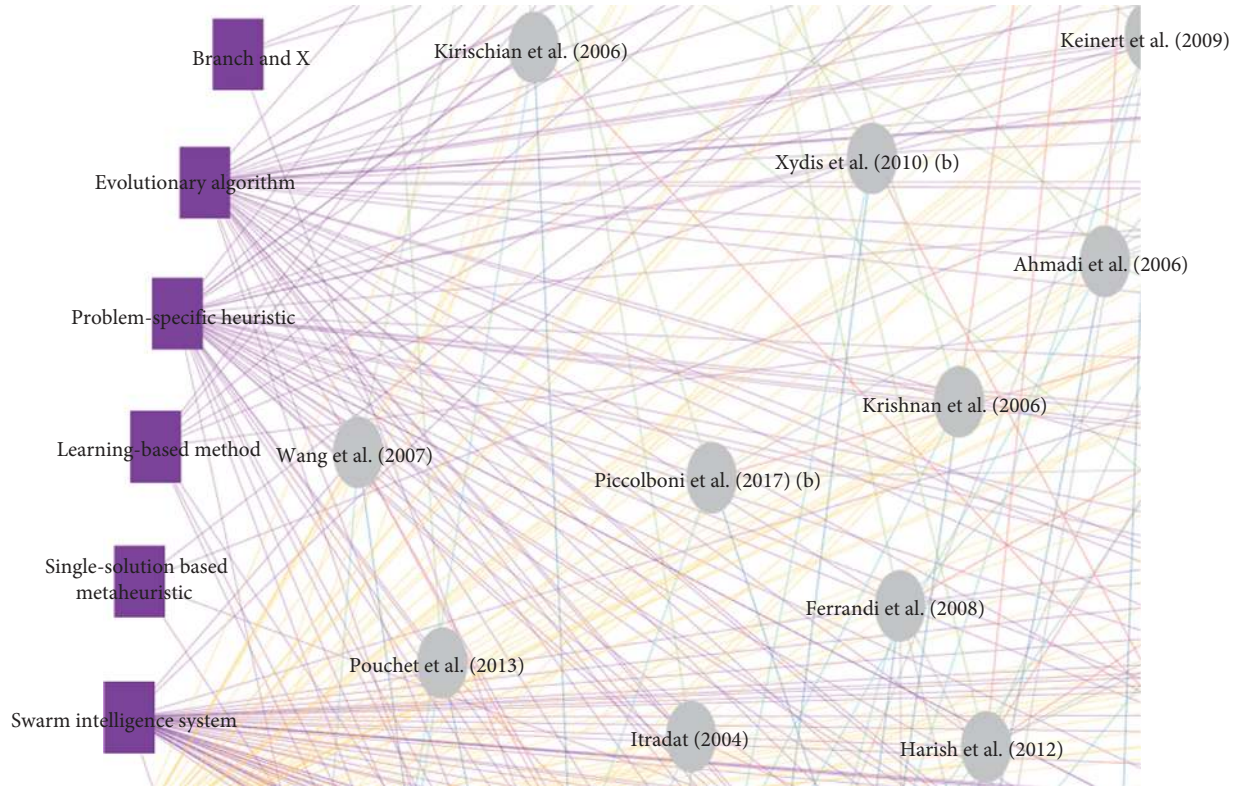 Branch and X
Kirischian et al. (2006)
Keinert et al. (2009)
Evolutionary algorithm
Xydis et al. (2010) (b)
Ahmadi et al. (2006)
Problem-specific heuristic
Krishnan et al. (2006)
Learning-based method
Wang et al. (2007)
Piccolboni et al. (2017) (b)
Single-solution based
metaheuristic
Ferrandi et al. (2008)
Pouchet et al. (2013)
Swarm intelligence system
Itradat (2004)
Harish et al. (2012)